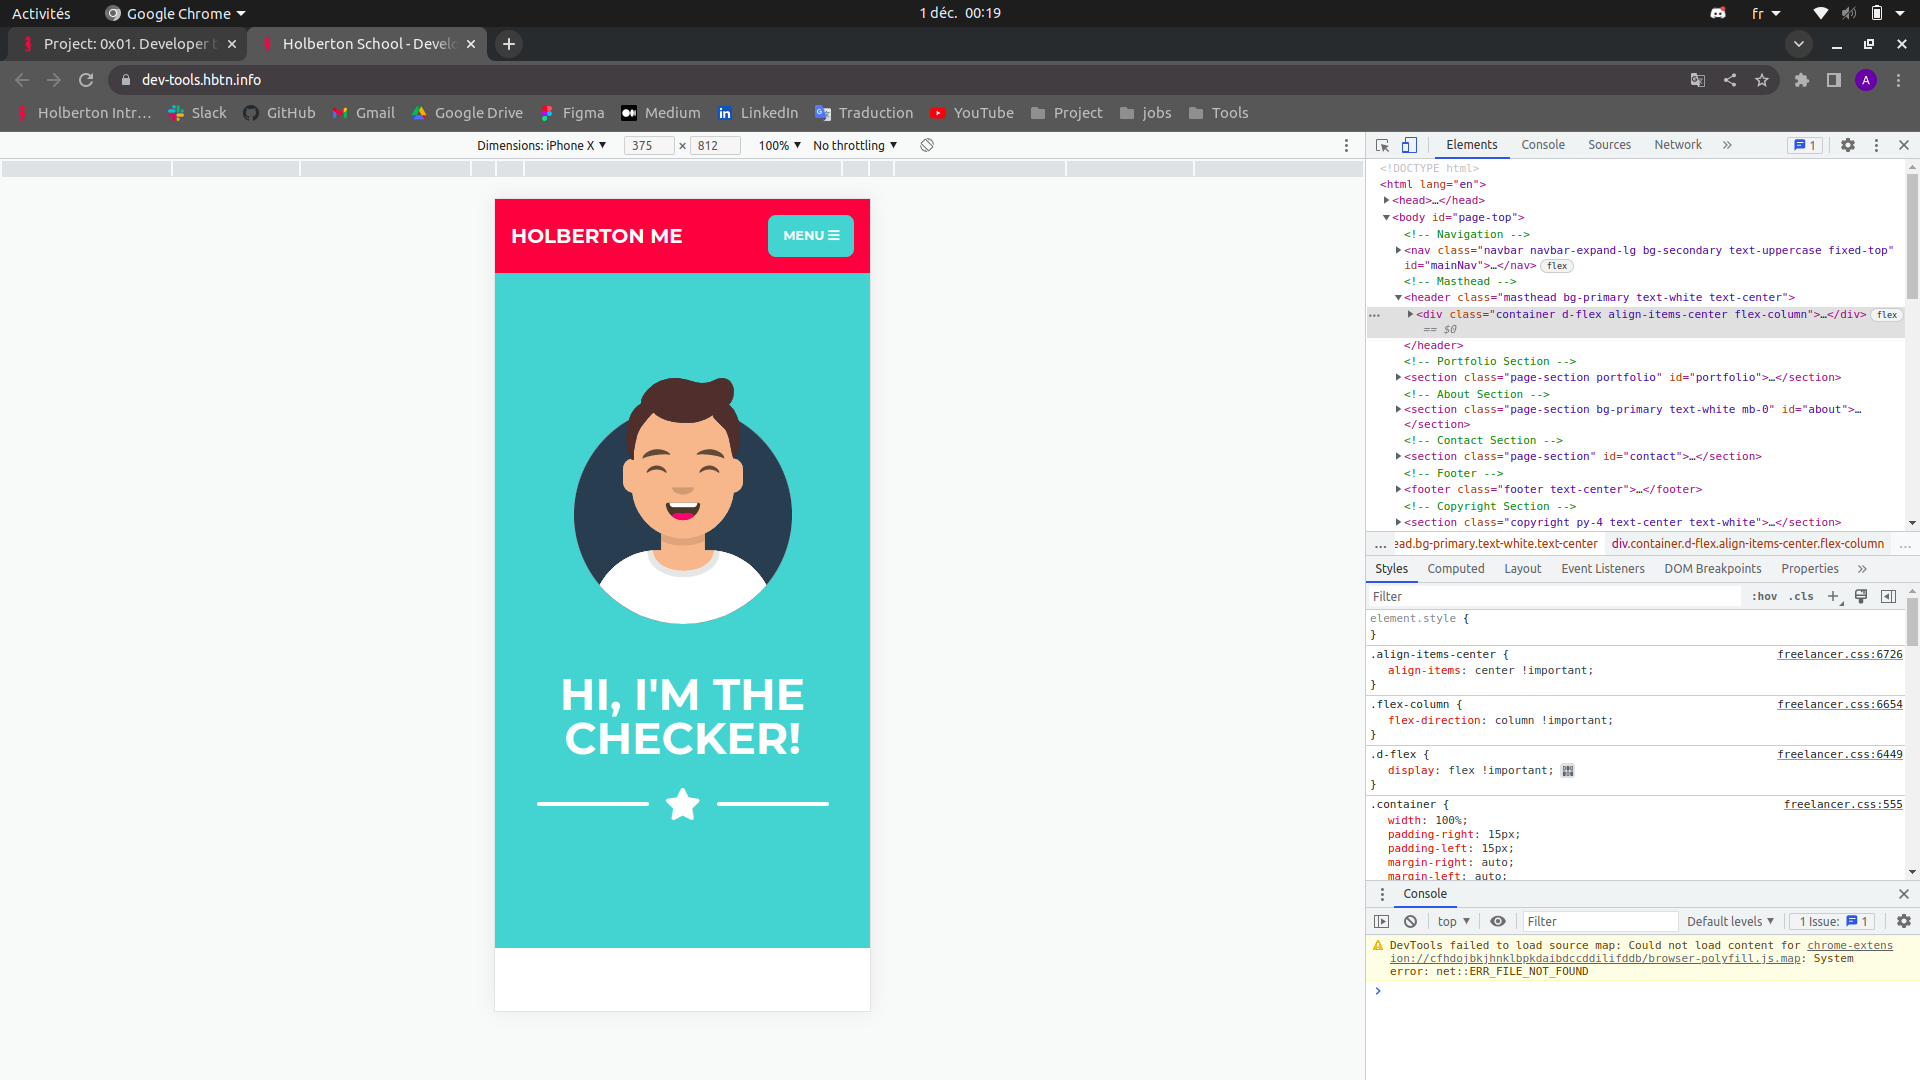 Activités
Google Chrome
1 déc.  00:19
fr
Project: 0x01. Developer t
Holberton School - Develo
dev-tools.hbtn.info
A
Holberton Intr…
Slack
GitHub
Gmail
Google Drive
Figma
Medium
LinkedIn
Traduction
YouTube
Project
jobs
Tools
Dimensions: iPhone X
375 × 812
100%
No throttling
HOLBERTON ME
MENU
HI, I'M THE
CHECKER!
Elements
Console
Sources
Network
»
1
<!DOCTYPE html>
<html lang="en">
<head>…</head>
<body id="page-top">
<!-- Navigation -->
<nav class="navbar navbar-expand-lg bg-secondary text-uppercase fixed-top"
id="mainNav">…</nav> flex
<!-- Masthead -->
<header class="masthead bg-primary text-white text-center">
… <div class="container d-flex align-items-center flex-column">…</div> flex
== $0
</header>
<!-- Portfolio Section -->
<section class="page-section portfolio" id="portfolio">…</section>
<!-- About Section -->
<section class="page-section bg-primary text-white mb-0" id="about">…
</section>
<!-- Contact Section -->
<section class="page-section" id="contact">…</section>
<!-- Footer -->
<footer class="footer text-center">…</footer>
<!-- Copyright Section -->
<section class="copyright py-4 text-center text-white">…</section>
… ead.bg-primary.text-white.text-center div.container.d-flex.align-items-center.flex-column …
Styles
Computed
Layout
Event Listeners
DOM Breakpoints
Properties
»
Filter
:hov .cls +
element.style {
}
.align-items-center { freelancer.css:6726
align-items: center !important;
}
.flex-column { freelancer.css:6654
flex-direction: column !important;
}
.d-flex { freelancer.css:6449
display: flex !important;
}
.container { freelancer.css:555
width: 100%;
padding-right: 15px;
padding-left: 15px;
margin-right: auto;
margin-left: auto;
Console
top
Filter
Default levels
1 Issue: 1
DevTools failed to load source map: Could not load content for chrome-extens
ion://cfhdojbkjhnklbpkdaibdccddilifddb/browser-polyfill.js.map: System
error: net::ERR_FILE_NOT_FOUND